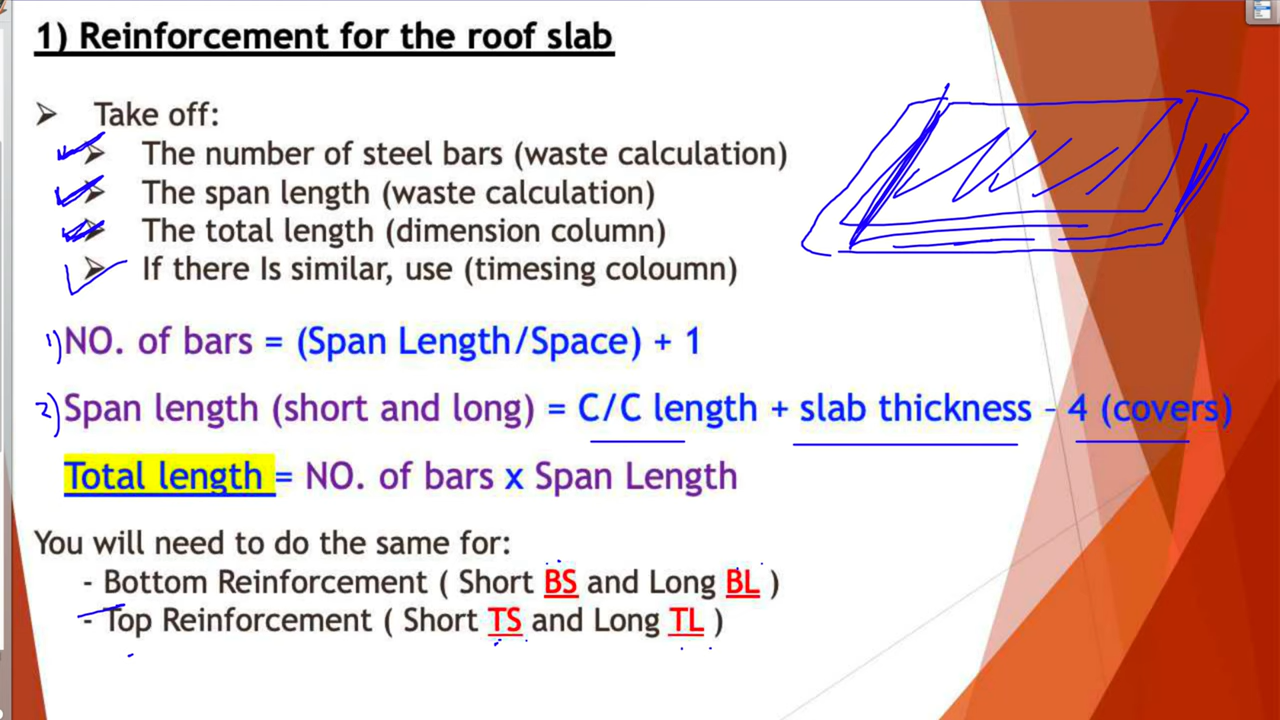 1) Reinforcement for the roof slab
Take off:
The number of steel bars (waste calculation)
The span length (waste calculation)
The total length (dimension column)
If there Is similar, use (timesing coloumn)
1) NO. of bars = (Span Length/Space) + 1
2) Span length (short and long) = C/C length + slab thickness - 4 (covers)
Total length = NO. of bars x Span Length
You will need to do the same for:
- Bottom Reinforcement ( Short BS and Long BL )
- Top Reinforcement ( Short TS and Long TL )